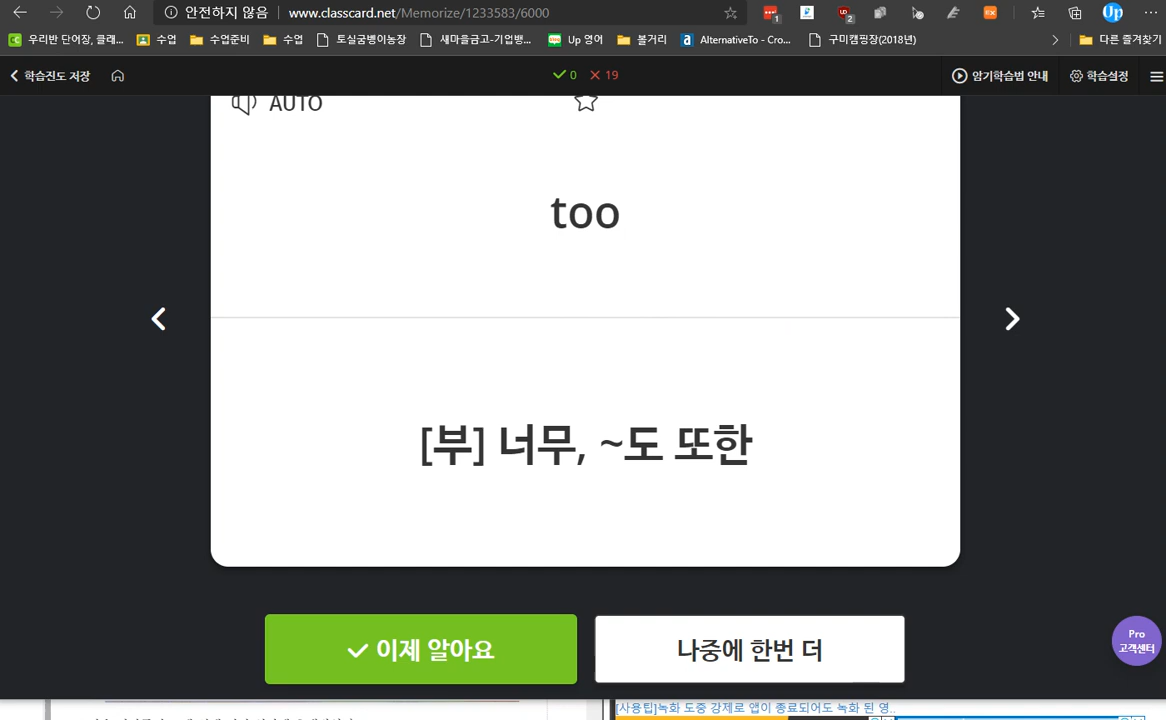 안전하지 않음 | www.classcard.net/Memorize/1233583/6000
우리반 단어장, 클래... 수업 수업준비 수업 토실궁뱅이농장 새마을금고-기업뱅... Up 영어 볼거리 AlternativeTo - Cro... 구미캠핑장(2018년) 다른 즐겨찾기
학습진도 저장 0 19 암기학습법 안내 학습설정
AUTO
too
[부] 너무, ~도 또한
이제 알아요 나중에 한번 더
Pro
고객센터
[사용팁]녹화 도중 강제로 앱이 종료되어도 녹화 된 영..